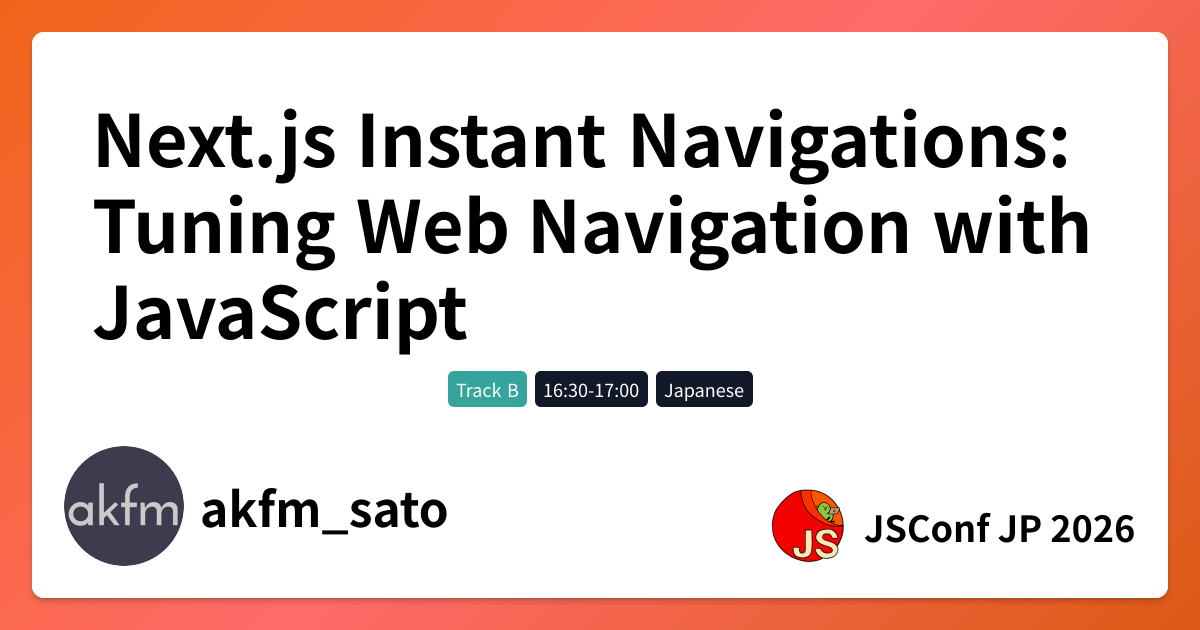 Next.js Instant Navigations:
Tuning Web Navigation with
JavaScript
Track B
16:30-17:00
Japanese
akfm
akfm_sato
JS
JSConf JP 2026